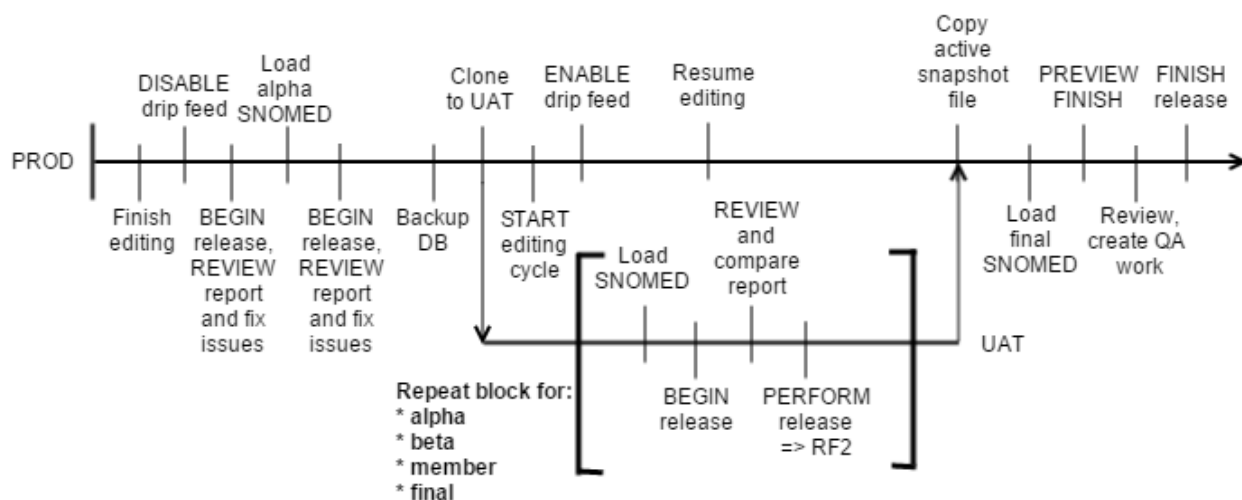 PROD
Finish
editing
DISABLE
drip feed
BEGIN
release,
REVIEW
report
and fix
issues
Load
alpha
SNOMED
BEGIN
release,
REVIEW
report
and fix
issues
Backup
DB
Clone
to UAT
START
editing
cycle
ENABLE
drip feed
Resume
editing
Copy
active
snapshot
file
Load
final
SNOMED
PREVIEW
FINISH
Review,
create QA
work
FINISH
release
Repeat block for:
* alpha
* beta
* member
* final
Load
SNOMED
BEGIN
release
REVIEW
and
compare
report
PERFORM
release
=> RF2
UAT